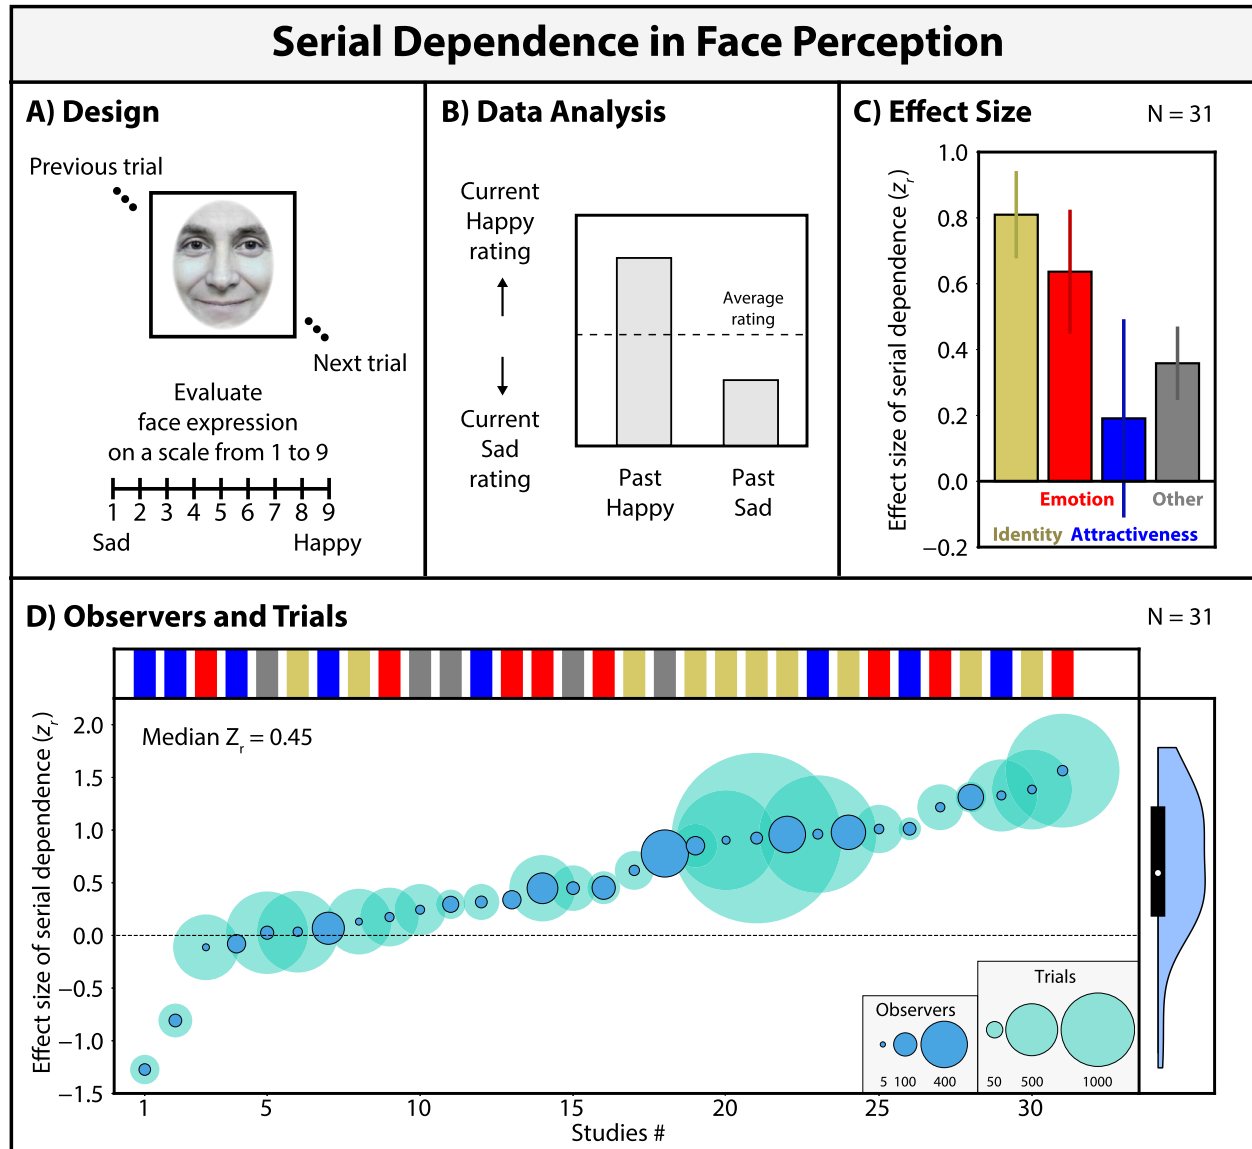 Serial Dependence in Face Perception
A) Design
Previous trial
Next trial
Evaluate
face expression
on a scale from 1 to 9
1 2 3 4 5 6 7 8 9
Sad Happy
B) Data Analysis
Current
Happy
rating
Average
rating
Current
Sad
rating
Past
Happy
Past
Sad
C) Effect Size
N = 31
Effect size of serial dependence (zr)
1.0
0.8
0.6
0.4
0.2
0.0
−0.2
Emotion Other
Identity Attractiveness
D) Observers and Trials
N = 31
Effect size of serial dependence (zr)
Median Zr = 0.45
2.0
1.5
1.0
0.5
0.0
−0.5
−1.0
−1.5
Observers
5 100 400
Trials
50 500 1000
1 5 10 15 20 25 30
Studies #